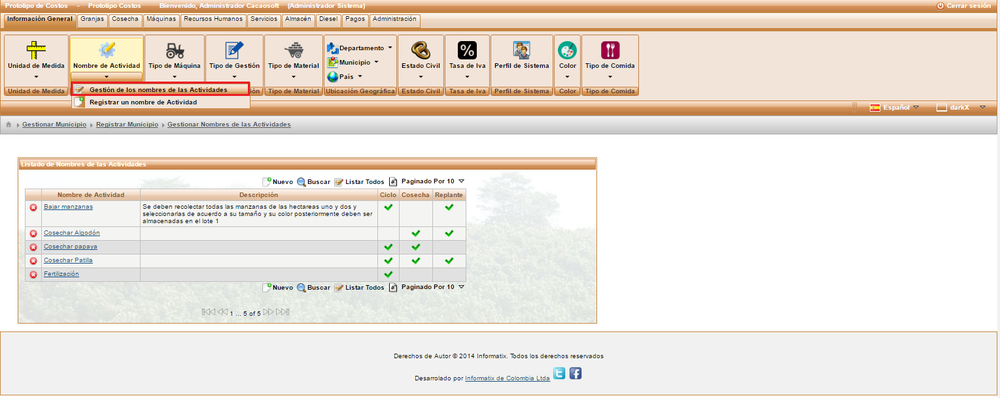 Prototipo de Costos - Prototipo Costos Bienvenido, Administrador Cacaosoft (Administrador Sistema) Cerrar sesión
Información General Granjas Cosecha Máquinas Recursos Humanos Servicios Almacén Diesel Pagos Administración
Unidad de Medida
Nombre de Actividad
Tipo de Máquina
Tipo de Gestión
Tipo de Material
Departamento
Municipio
País
Estado Civil
%
Tasa de Iva
Perfil de Sistema
Color
Tipo de Comida
Unidad de Medida
ión
Tipo de Material
Ubicación Geográfica
Estado Civil
Tasa de Iva
Perfil de Sistema
Color
Tipo de Comida
Gestión de los nombres de las Actividades
Registrar un nombre de Actividad
Español darkX
Gestionar Municipio Registrar Municipio Gestionar Nombres de las Actividades
Listado de Nombres de las Actividades
Nuevo Buscar Listar Todos # Paginado Por 10
Nombre de Actividad Descripción Ciclo Cosecha Replante
Bajar manzanas
Se deben recolectar todas las manzanas de las hectareas uno y dos y
seleccionarlas de acuerdo a su tamaño y su color posteriormente deben ser
almacenadas en el lote 1
Cosechar Algodón
Cosechar papaya
Cosechar Patilla
Fertilización
Nuevo Buscar Listar Todos # Paginado Por 10
1 ... 5 of 5
Derechos de Autor © 2014 Informatix. Todos los derechos reservados
Desarrolado por Informatix de Colombia Ltda